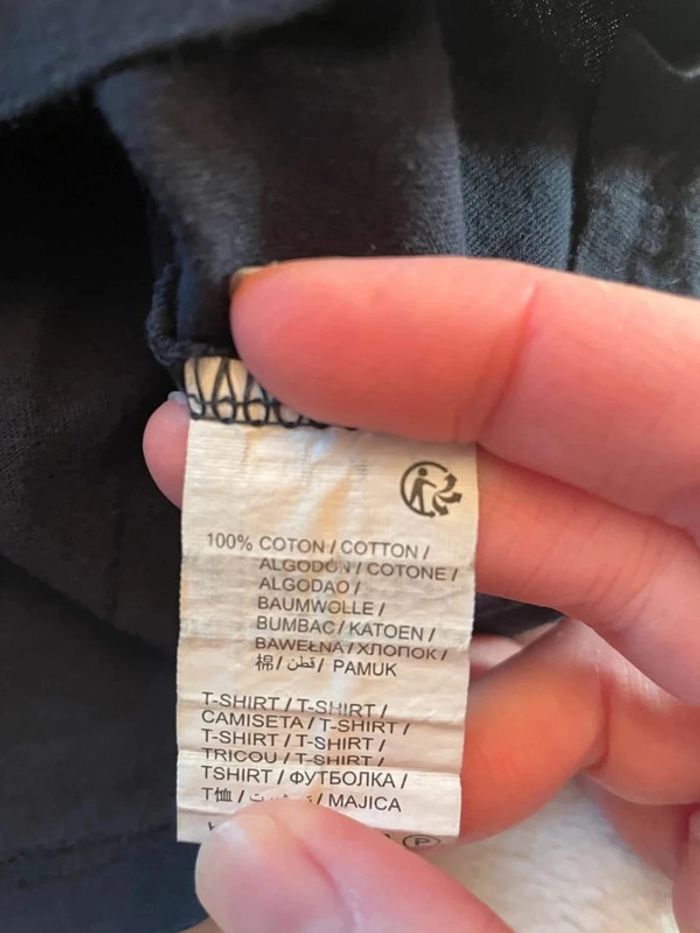 100% COTON / COTTON /
ALGODÓN / COTONE /
ALGODAO /
BAUMWOLLE /
BUMBAC / KATOEN /
BAWEŁNA / ХЛОПОК /
棉 / قطن / PAMUK
T-SHIRT / T-SHIRT /
CAMISETA / T-SHIRT /
T-SHIRT / T-SHIRT /
TRICOU / T-SHIRT /
TSHIRT / ФУТБОЛКА /
T恤 / / MAJICA
P